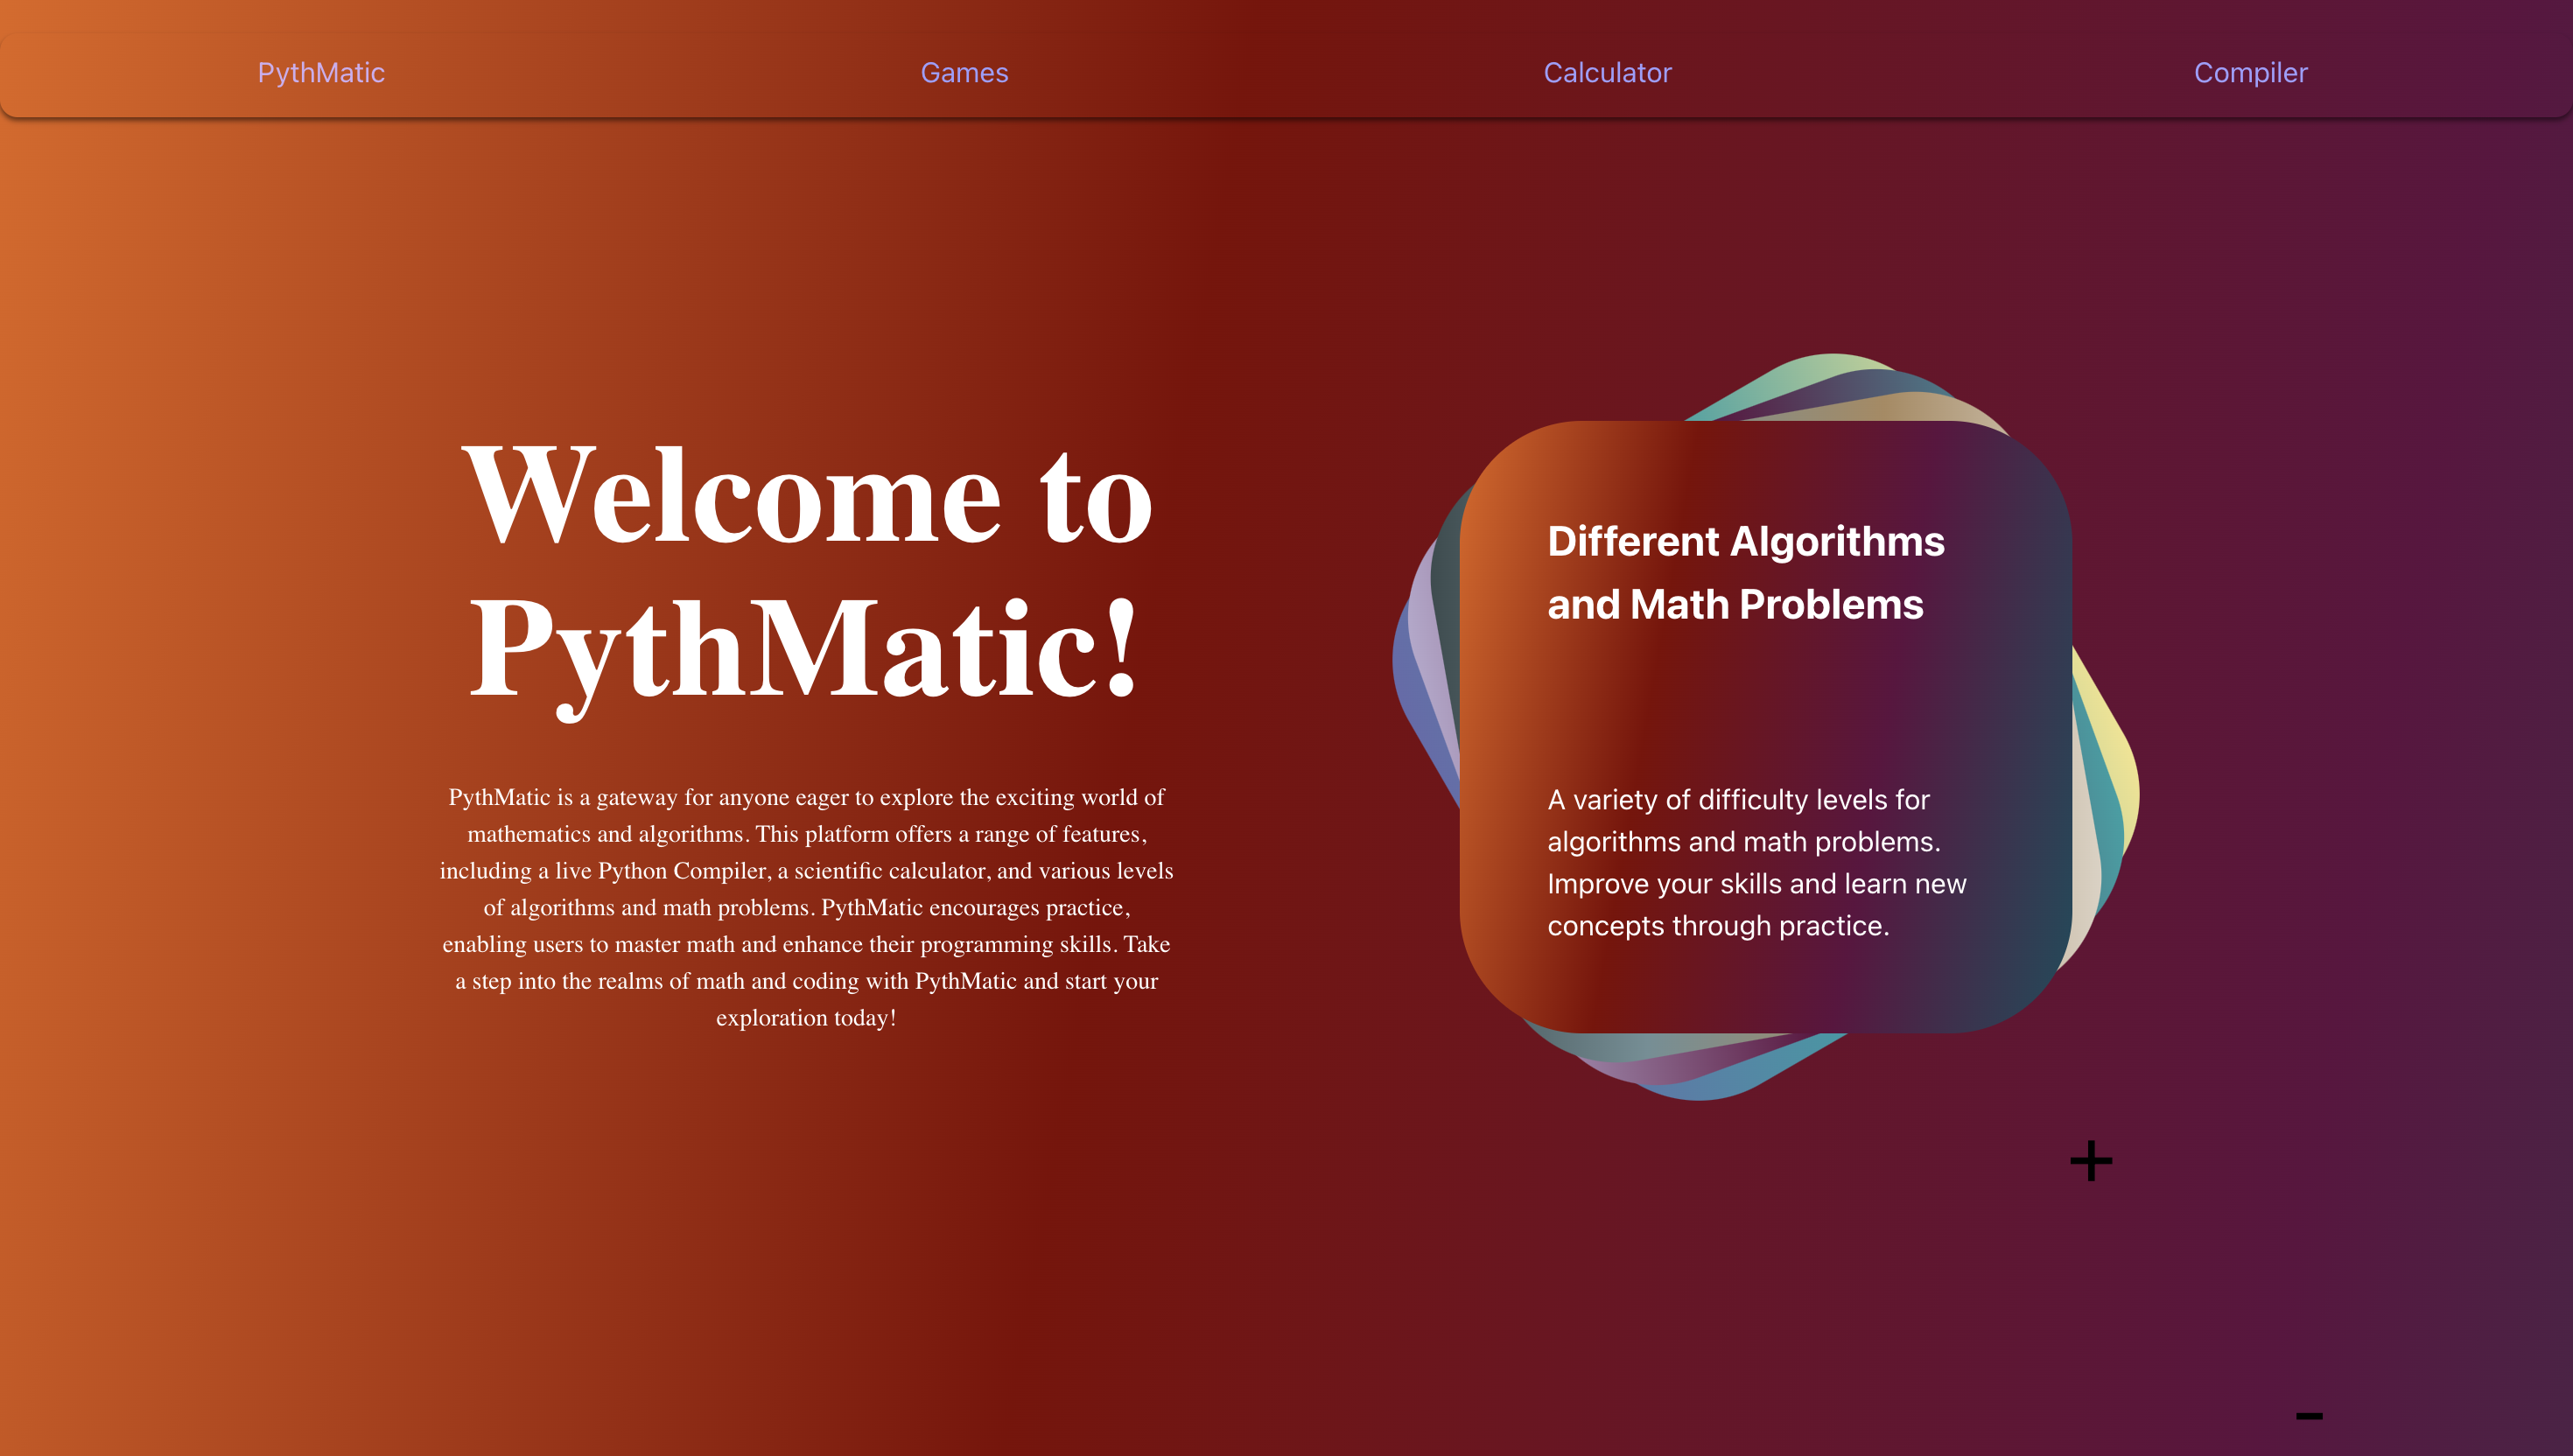 PythMatic
Games
Calculator
Compiler
Welcome to
PythMatic!
PythMatic is a gateway for anyone eager to explore the exciting world of
mathematics and algorithms. This platform offers a range of features,
including a live Python Compiler, a scientific calculator, and various levels
of algorithms and math problems. PythMatic encourages practice,
enabling users to master math and enhance their programming skills. Take
a step into the realms of math and coding with PythMatic and start your
exploration today!
Different Algorithms
and Math Problems
A variety of difficulty levels for
algorithms and math problems.
Improve your skills and learn new
concepts through practice.
+
-